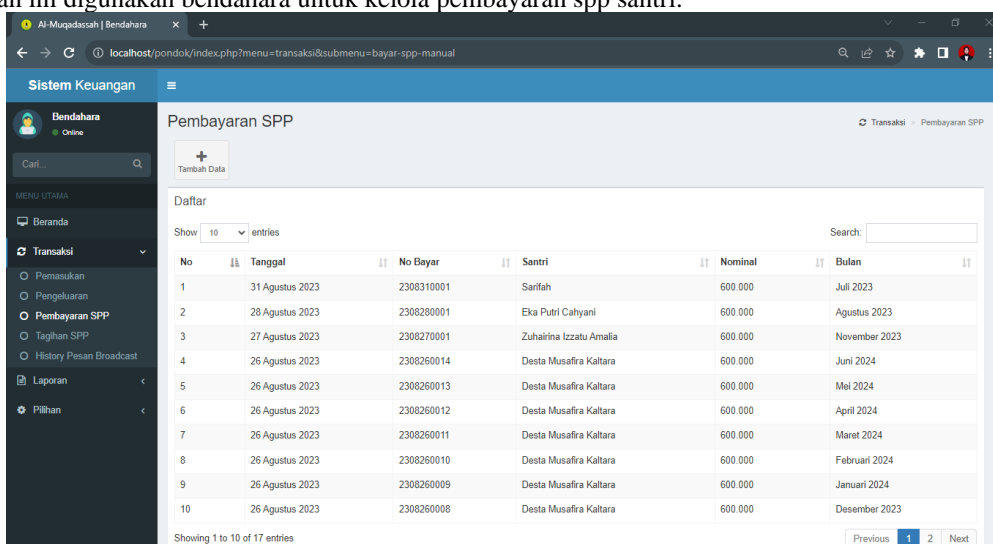 an ini digunakan bendahara untuk kelola pembayaran spp santri.
Al-Muqadassah | Bendahara
localhost/pondok/index.php?menu=transaksi&submenu=bayar-spp-manual
Sistem Keuangan
Bendahara
Online
Cari...
MENU UTAMA
Beranda
Transaksi
Pemasukan
Pengeluaran
Pembayaran SPP
Tagihan SPP
History Pesan Broadcast
Laporan
Pilihan
Pembayaran SPP
Transaksi > Pembayaran SPP
Tambah Data
Daftar
Show 10 entries
Search:
No Tanggal No Bayar Santri Nominal Bulan
1 31 Agustus 2023 2308310001 Sarifah 600.000 Juli 2023
2 28 Agustus 2023 2308280001 Eka Putri Cahyani 600.000 Agustus 2023
3 27 Agustus 2023 2308270001 Zuhairina Izzatu Amalia 600.000 November 2023
4 26 Agustus 2023 2308260014 Desta Musafira Kaltara 600.000 Juni 2024
5 26 Agustus 2023 2308260013 Desta Musafira Kaltara 600.000 Mei 2024
6 26 Agustus 2023 2308260012 Desta Musafira Kaltara 600.000 April 2024
7 26 Agustus 2023 2308260011 Desta Musafira Kaltara 600.000 Maret 2024
8 26 Agustus 2023 2308260010 Desta Musafira Kaltara 600.000 Februari 2024
9 26 Agustus 2023 2308260009 Desta Musafira Kaltara 600.000 Januari 2024
10 26 Agustus 2023 2308260008 Desta Musafira Kaltara 600.000 Desember 2023
Showing 1 to 10 of 17 entries
Previous 1 2 Next